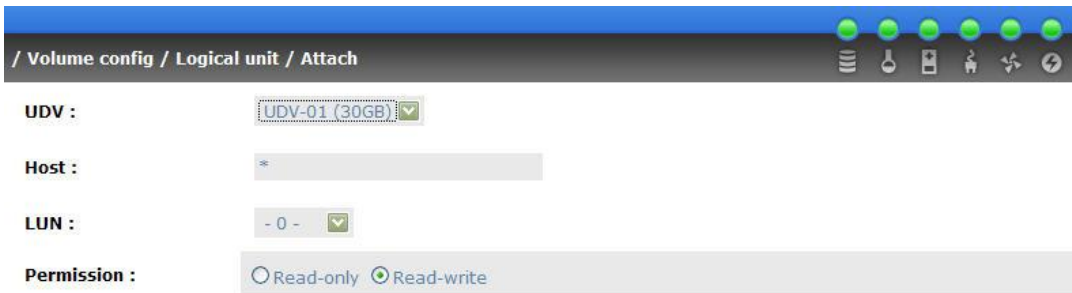 / Volume config / Logical unit / Attach
UDV : UDV-01 (30GB)
Host : *
LUN : - 0 -
Permission : Read-only Read-write